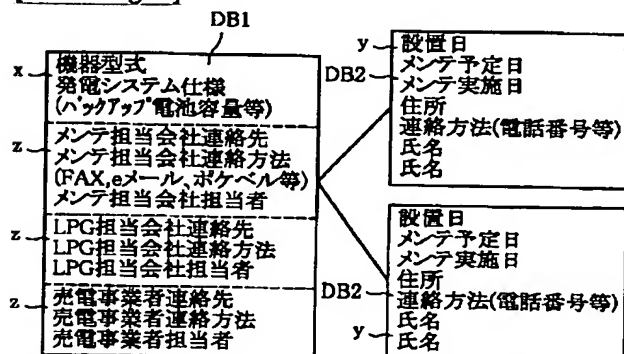 DB1
x
機器型式
発電システム仕様
(バックアップ電池容量等)
z
メンテ担当会社連絡先
メンテ担当会社連絡方法
(FAX,eメール、ポケベル等)
メンテ担当会社担当者
z
LPG担当会社連絡先
LPG担当会社連絡方法
LPG担当会社担当者
z
売電事業者連絡先
売電事業者連絡方法
売電事業者担当者
y
設置日
DB2
メンテ予定日
メンテ実施日
住所
連絡方法(電話番号等)
氏名
氏名
設置日
メンテ予定日
メンテ実施日
住所
DB2
連絡方法(電話番号等)
氏名
y
氏名